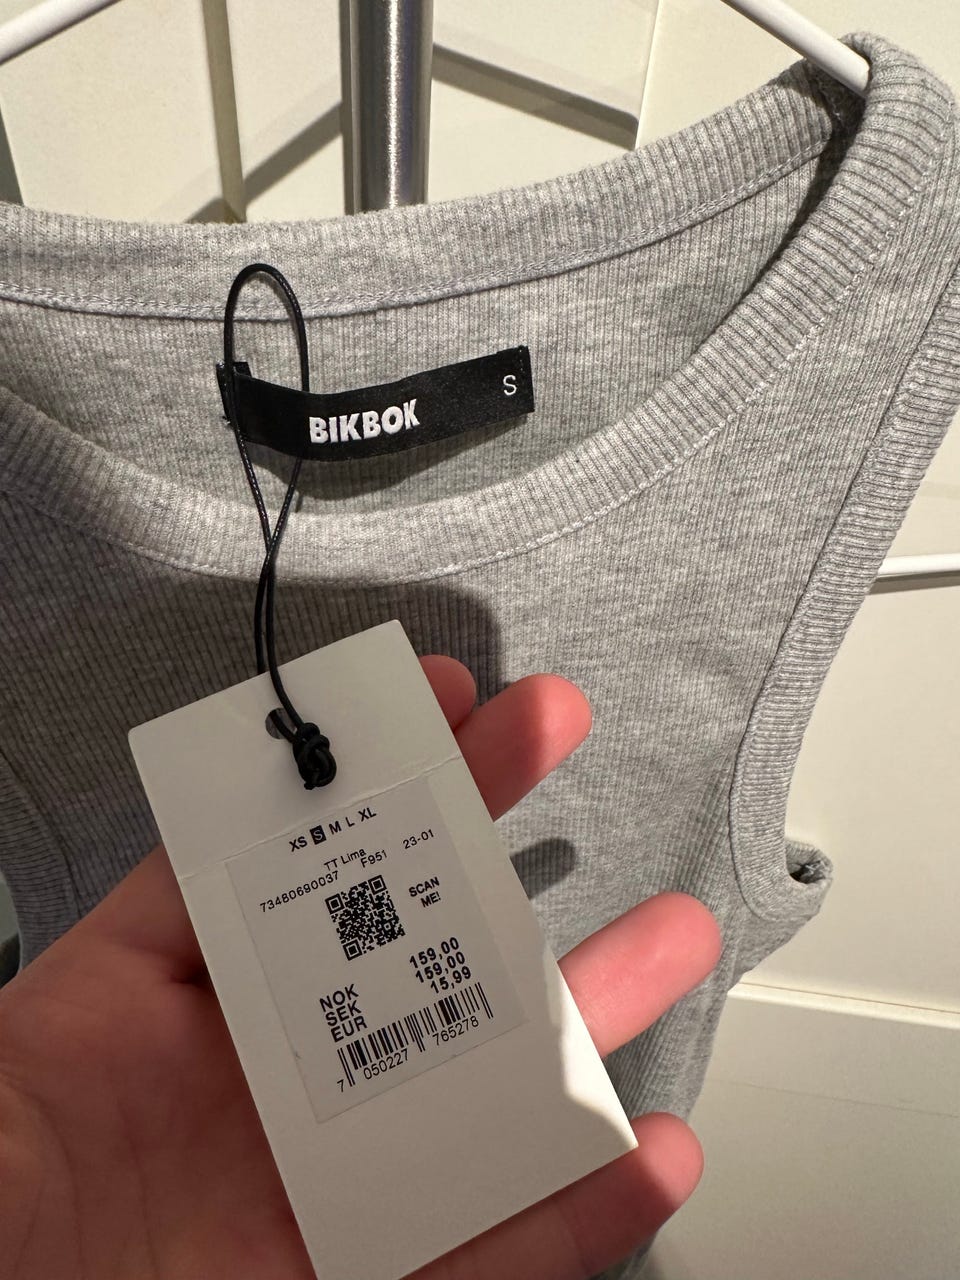 BIKBOK
S
XS S M L XL
TT Lima
73480690037 F951 23-01
SCAN
ME!
NOK 159,00
SEK 159,00
EUR 15,99
7 050227 765278